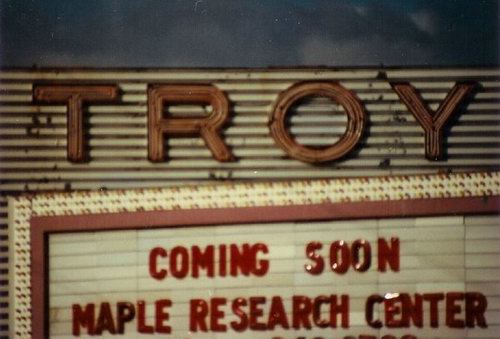 TROY
COMING SOON
MAPLE RESEARCH CENTER